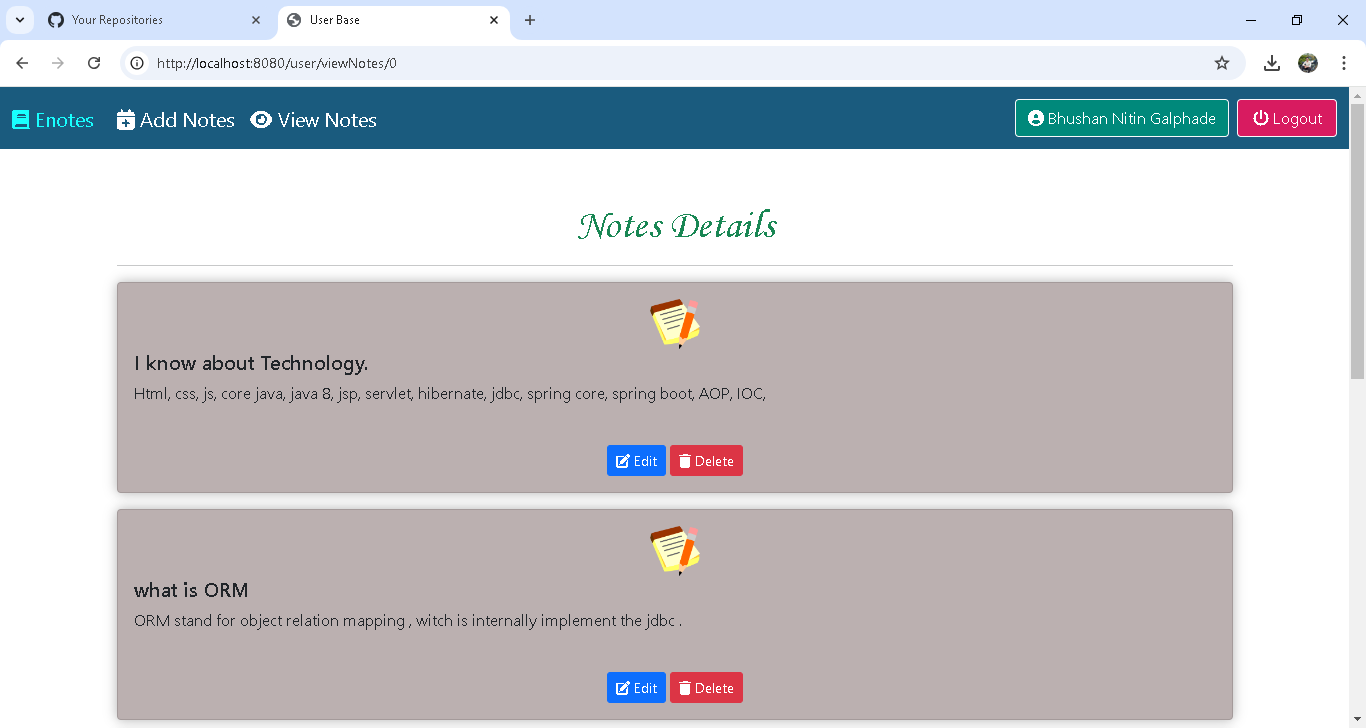 Your Repositories
User Base
http://localhost:8080/user/viewNotes/0
Enotes Add Notes View Notes Bhushan Nitin Galphade Logout
Notes Details
I know about Technology.
Html, css, js, core java, java 8, jsp, servlet, hibernate, jdbc, spring core, spring boot, AOP, IOC,
Edit Delete
what is ORM
ORM stand for object relation mapping , witch is internally implement the jdbc .
Edit Delete